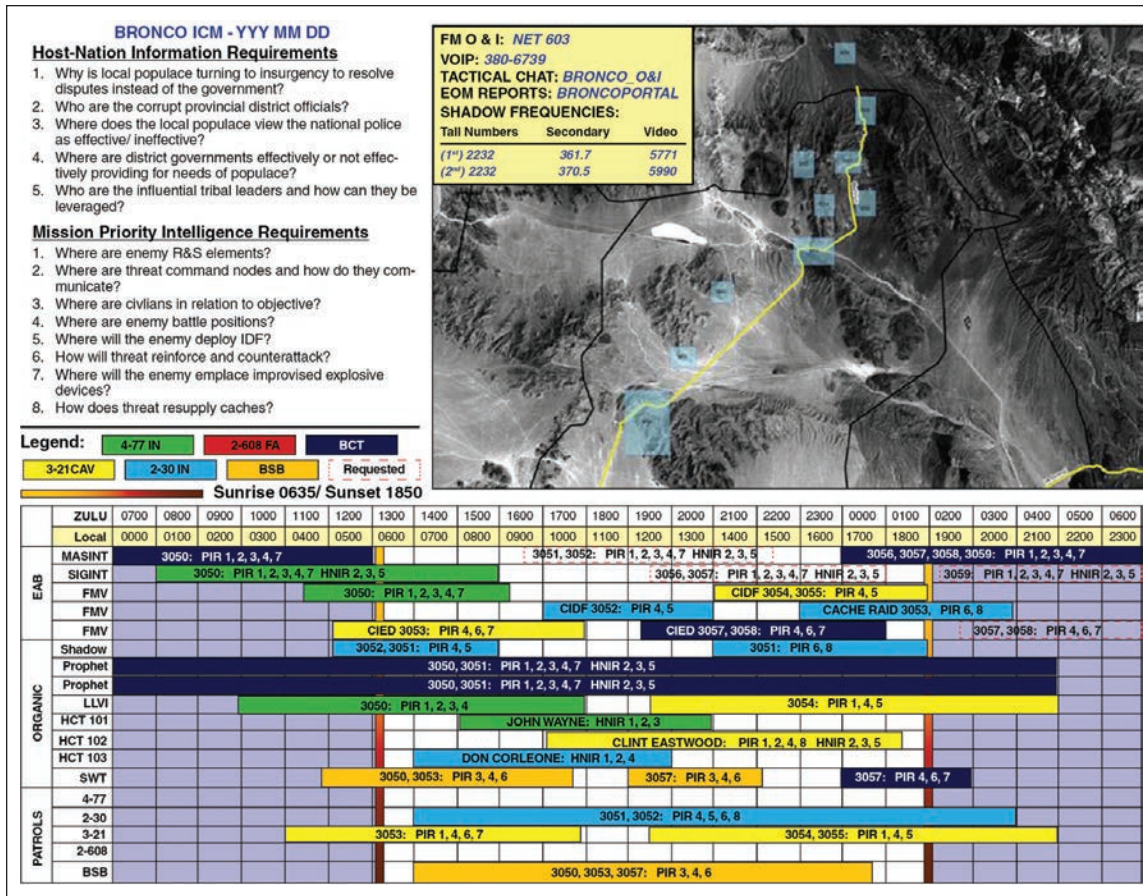 BRONCO ICM - YYY MM DD
Host-Nation Information Requirements
1. Why is local populace turning to insurgency to resolve
disputes instead of the government?
2. Who are the corrupt provincial district officials?
3. Where does the local populace view the national police
as effective/ ineffective?
4. Where are district governments effectively or not effec-
tively providing for needs of populace?
5. Who are the influential tribal leaders and how can they be
leveraged?
Mission Priority Intelligence Requirements
1. Where are enemy R&S elements?
2. Where are threat command nodes and how do they com-
municate?
3. Where are civlians in relation to objective?
4. Where are enemy battle positions?
5. Where will the enemy deploy IDF?
6. How will threat reinforce and counterattack?
7. Where will the enemy emplace improvised explosive
devices?
8. How does threat resupply caches?
FM O & I: NET 603
VOIP: 380-6739
TACTICAL CHAT: BRONCO_O&I
EOM REPORTS: BRONCOPORTAL
SHADOW FREQUENCIES:
Tall Numbers Secondary Video
(1st) 2232 361.7 5771
(2nd) 2232 370.5 5990
Legend: 4-77 IN 2-608 FA BCT
3-21CAV 2-30 IN BSB Requested
Sunrise 0635/ Sunset 1850
ZULU 0700 0800 0900 1000 1100 1200 1300 1400 1500 1600 1700 1800 1900 2000 2100 2200 2300 0000 0100 0200 0300 0400 0500 0600
Local 0000 0100 0200 0300 0400 0500 0600 0700 0800 0900 1000 1100 1200 1300 1400 1500 1600 1700 1800 1900 2000 2100 2200 2300
EAB
MASINT 3050: PIR 1, 2, 3, 4, 7 3051, 3052: PIR 1, 2, 3, 4, 7 HNIR 2, 3, 5 3056, 3057, 3058, 3059: PIR 1, 2, 3, 4, 7
SIGINT 3050: PIR 1, 2, 3, 4, 7 HNIR 2, 3, 5 3056, 3057: PIR 1, 2, 3, 4, 7 HNIR 2, 3, 5 3059: PIR 1, 2, 3, 4, 7 HNIR 2, 3, 5
FMV 3050: PIR 1, 2, 3, 4, 7 CIDF 3054, 3055: PIR 4, 5
FMV CIDF 3052: PIR 4, 5 CACHE RAID 3053, PIR 6, 8
FMV CIED 3053: PIR 4, 6, 7 CIED 3057, 3058: PIR 4, 6, 7 3057, 3058: PIR 4, 6, 7
ORGANIC
Shadow 3052, 3051: PIR 4, 5 3051: PIR 6, 8
Prophet 3050, 3051: PIR 1, 2, 3, 4, 7 HNIR 2, 3, 5
Prophet 3050, 3051: PIR 1, 2, 3, 4, 7 HNIR 2, 3, 5
LLVI 3050: PIR 1, 2, 3, 4 3054: PIR 1, 4, 5
HCT 101 JOHN WAYNE: HNIR 1, 2, 3
HCT 102 CLINT EASTWOOD: PIR 1, 2, 4, 8 HNIR 2, 3, 5
HCT 103 DON CORLEONE: HNIR 1, 2, 4
SWT 3050, 3053: PIR 3, 4, 6 3057: PIR 3, 4, 6 3057: PIR 4, 6, 7
PATROLS
4-77
2-30 3051, 3052: PIR 4, 5, 6, 8
3-21 3053: PIR 1, 4, 6, 7 3054, 3055: PIR 1, 4, 5
2-608
BSB 3050, 3053, 3057: PIR 3, 4, 6